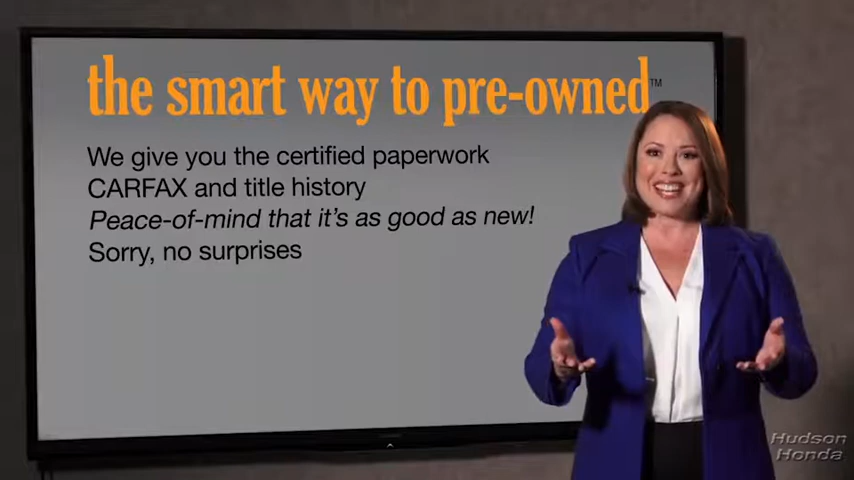 the smart way to pre-owned™
We give you the certified paperwork
CARFAX and title history
Peace-of-mind that it's as good as new!
Sorry, no surprises
Hudson
Honda